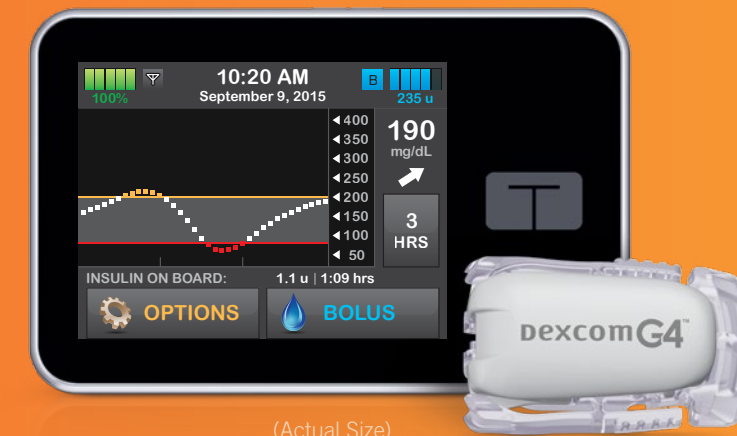 10:20 AM
B
100%
September 9, 2015
235 u
400
350
300
250
200
150
100
50
190
mg/dL
3
HRS
INSULIN ON BOARD:
1.1 u | 1:09 hrs
OPTIONS
BOLUS
T
Dexcom G4™
(Actual Size)